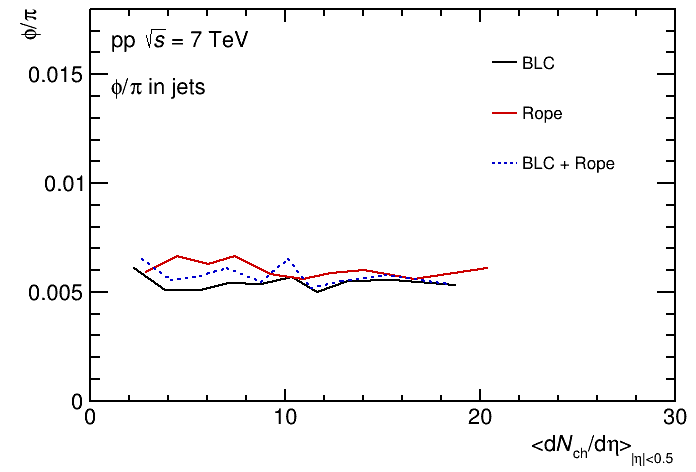 ϕ/π
pp √s = 7 TeV
ϕ/π in jets
BLC
Rope
BLC + Rope
0.015
0.01
0.005
0
0 10 20 30
<dN_ch/dη>_|η|<0.5